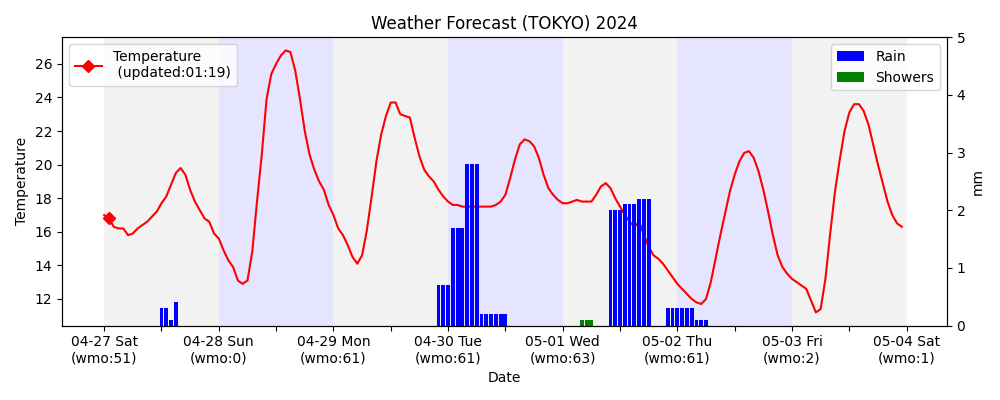 Weather Forecast (TOKYO) 2024
Temperature
(updated:01:19)
Rain
Showers
Temperature
26
24
22
20
18
16
14
12
5
4
3
2
1
0
mm
04-27 Sat 04-28 Sun 04-29 Mon 04-30 Tue 05-01 Wed 05-02 Thu 05-03 Fri 05-04 Sat
(wmo:51) (wmo:0) (wmo:61) (wmo:61) (wmo:63) (wmo:61) (wmo:2) (wmo:1)
Date